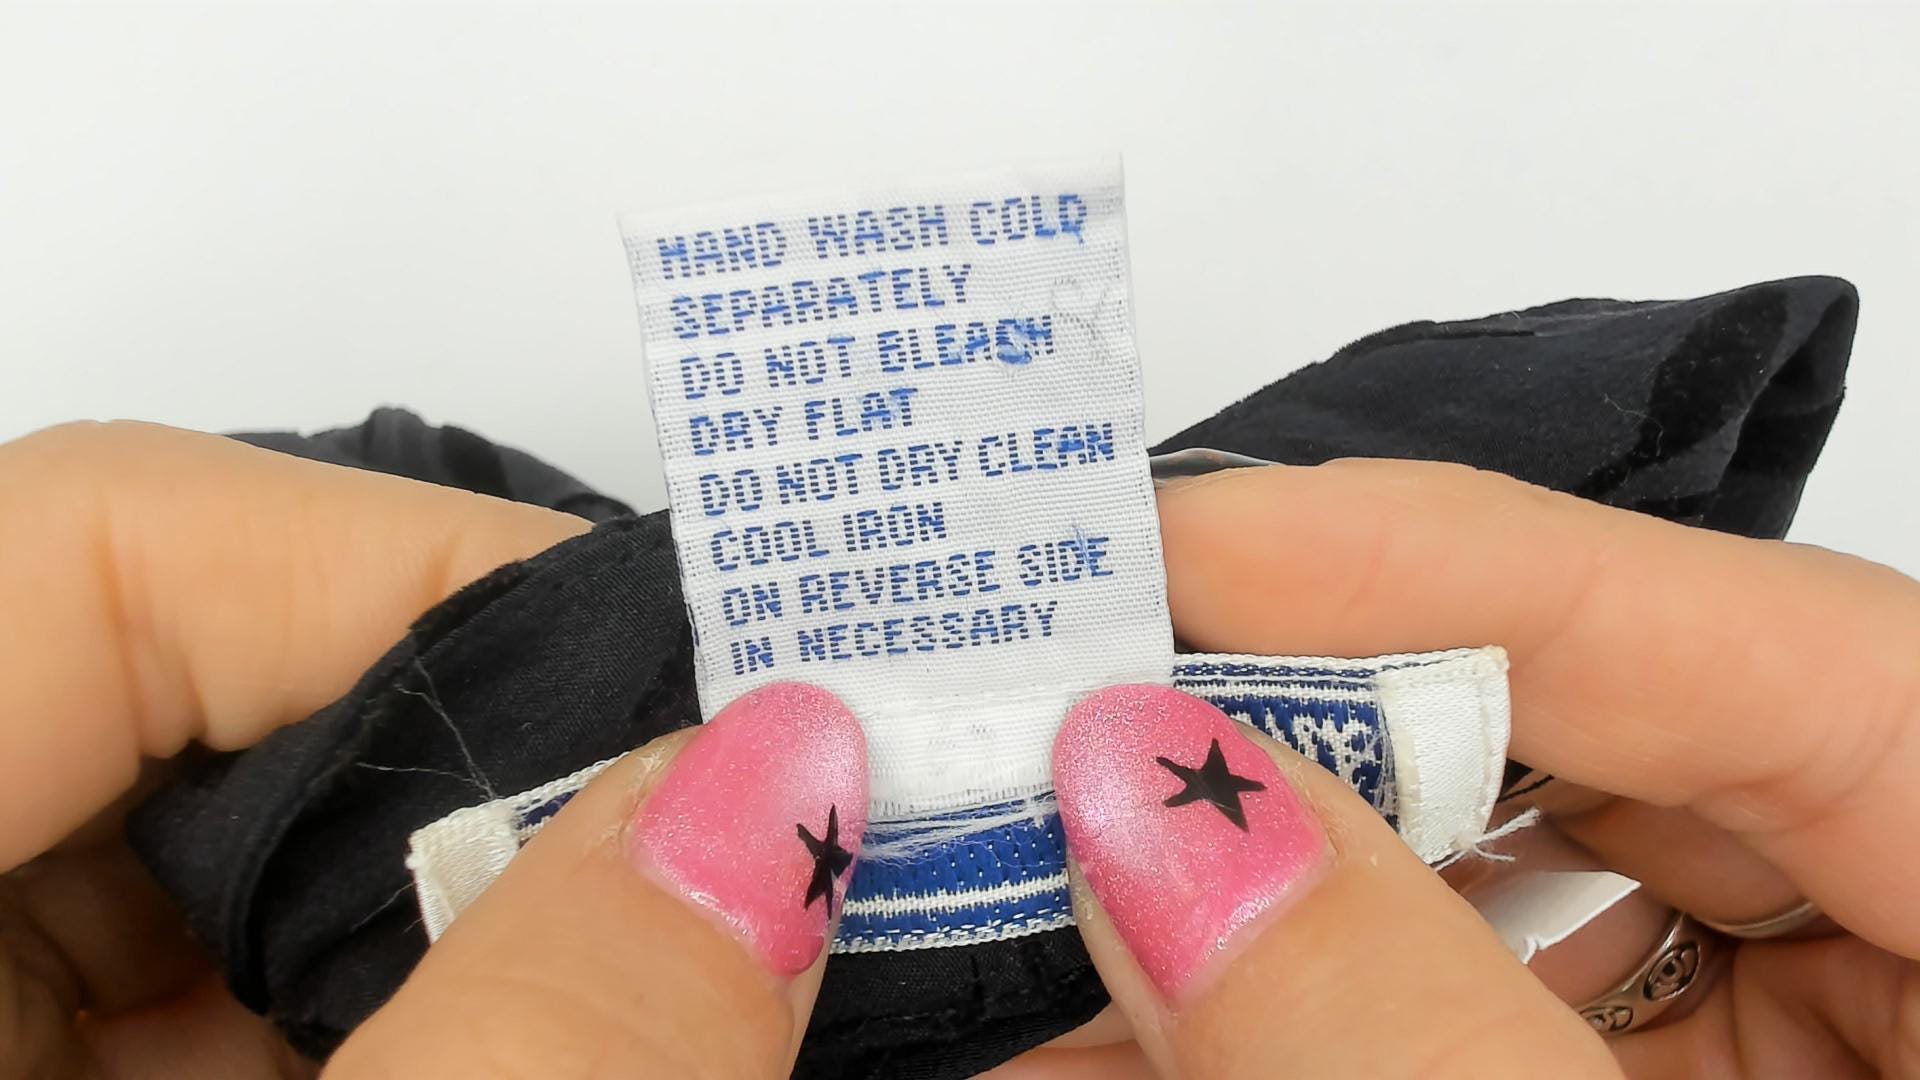 HAND WASH COLD
SEPARATELY
DO NOT BLEACH
DRY FLAT
DO NOT DRY CLEAN
COOL IRON
ON REVERSE SIDE
IN NECESSARY